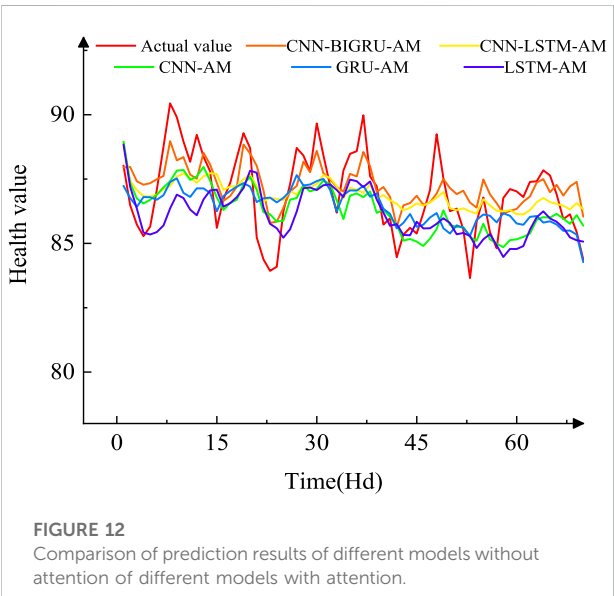 Actual value CNN-BIGRU-AM CNN-LSTM-AM
CNN-AM GRU-AM LSTM-AM
90
85
80
Health value
0 15 30 45 60
Time(Hd)
FIGURE 12
Comparison of prediction results of different models without
attention of different models with attention.